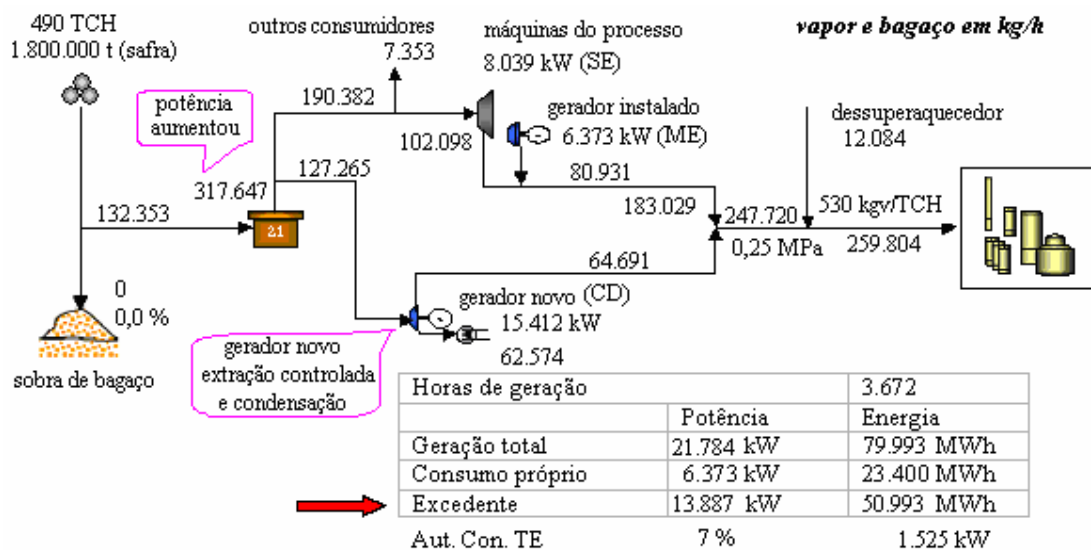 490 TCH
1.800.000 t (safra)
outros consumidores
7.353
máquinas do processo
8.039 kW (SE)
vapor e bagaço em kg/h
potência
aumentou
190.382
gerador instalado
6.373 kW (ME)
dessuperaquecedor
12.084
102.098
127.265
317.647
80.931
132.353
183.029
247.720
530 kgv/TCH
21
0,25 MPa
259.804
64.691
0
0,0 %
gerador novo (CD)
15.412 kW
62.574
sobra de bagaço
gerador novo
extração controlada
e condensação
Horas de geração 3.672
Potência Energia
Geração total 21.784 kW 79.993 MWh
Consumo próprio 6.373 kW 23.400 MWh
Excedente 13.887 kW 50.993 MWh
Aut. Con. TE 7 % 1.525 kW